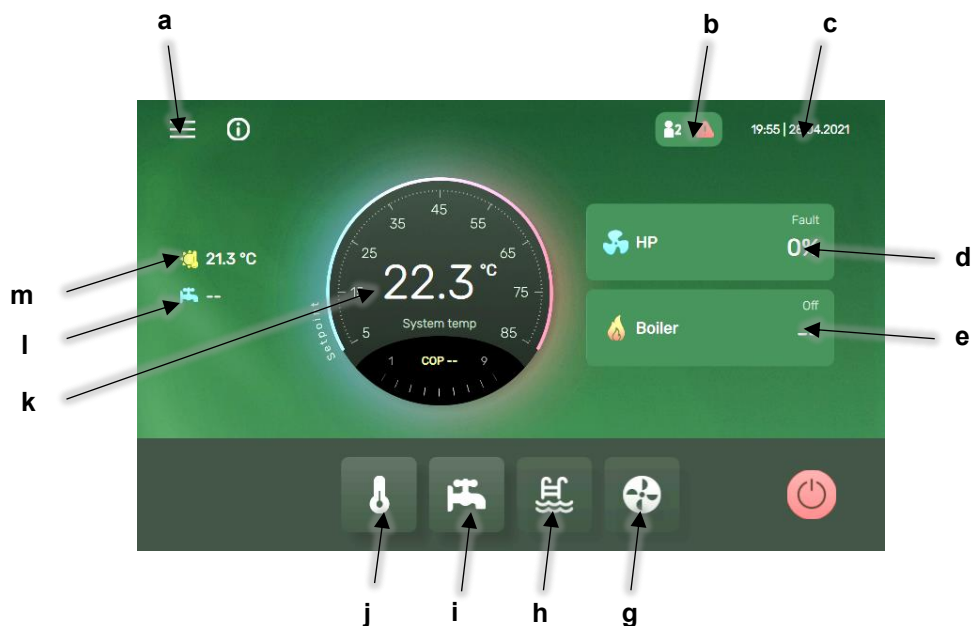 a
b
c
2
19:55 | 26.04.2021
45
35
55
25
65
Fault
HP
0%
d
m
21.3 °C
22.3 °C
15
75
l
--
System temp
Off
Boiler
e
Setpoint
5
85
k
1
COP --
9
j
i
h
g